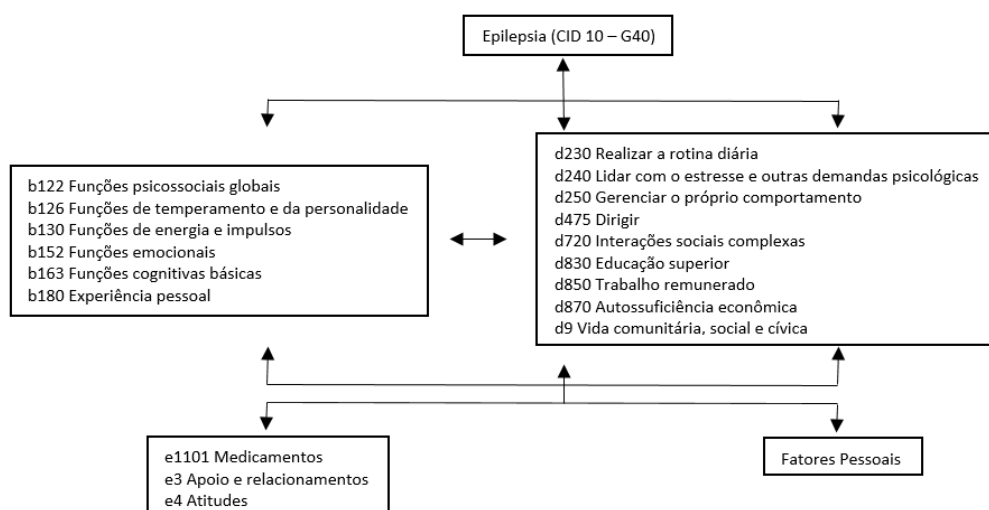 Epilepsia (CID 10 – G40)
b122 Funções psicossociais globais
b126 Funções de temperamento e da personalidade
b130 Funções de energia e impulsos
b152 Funções emocionais
b163 Funções cognitivas básicas
b180 Experiência pessoal
d230 Realizar a rotina diária
d240 Lidar com o estresse e outras demandas psicológicas
d250 Gerenciar o próprio comportamento
d475 Dirigir
d720 Interações sociais complexas
d830 Educação superior
d850 Trabalho remunerado
d870 Autossuficiência econômica
d9 Vida comunitária, social e cívica
e1101 Medicamentos
e3 Apoio e relacionamentos
e4 Atitudes
Fatores Pessoais